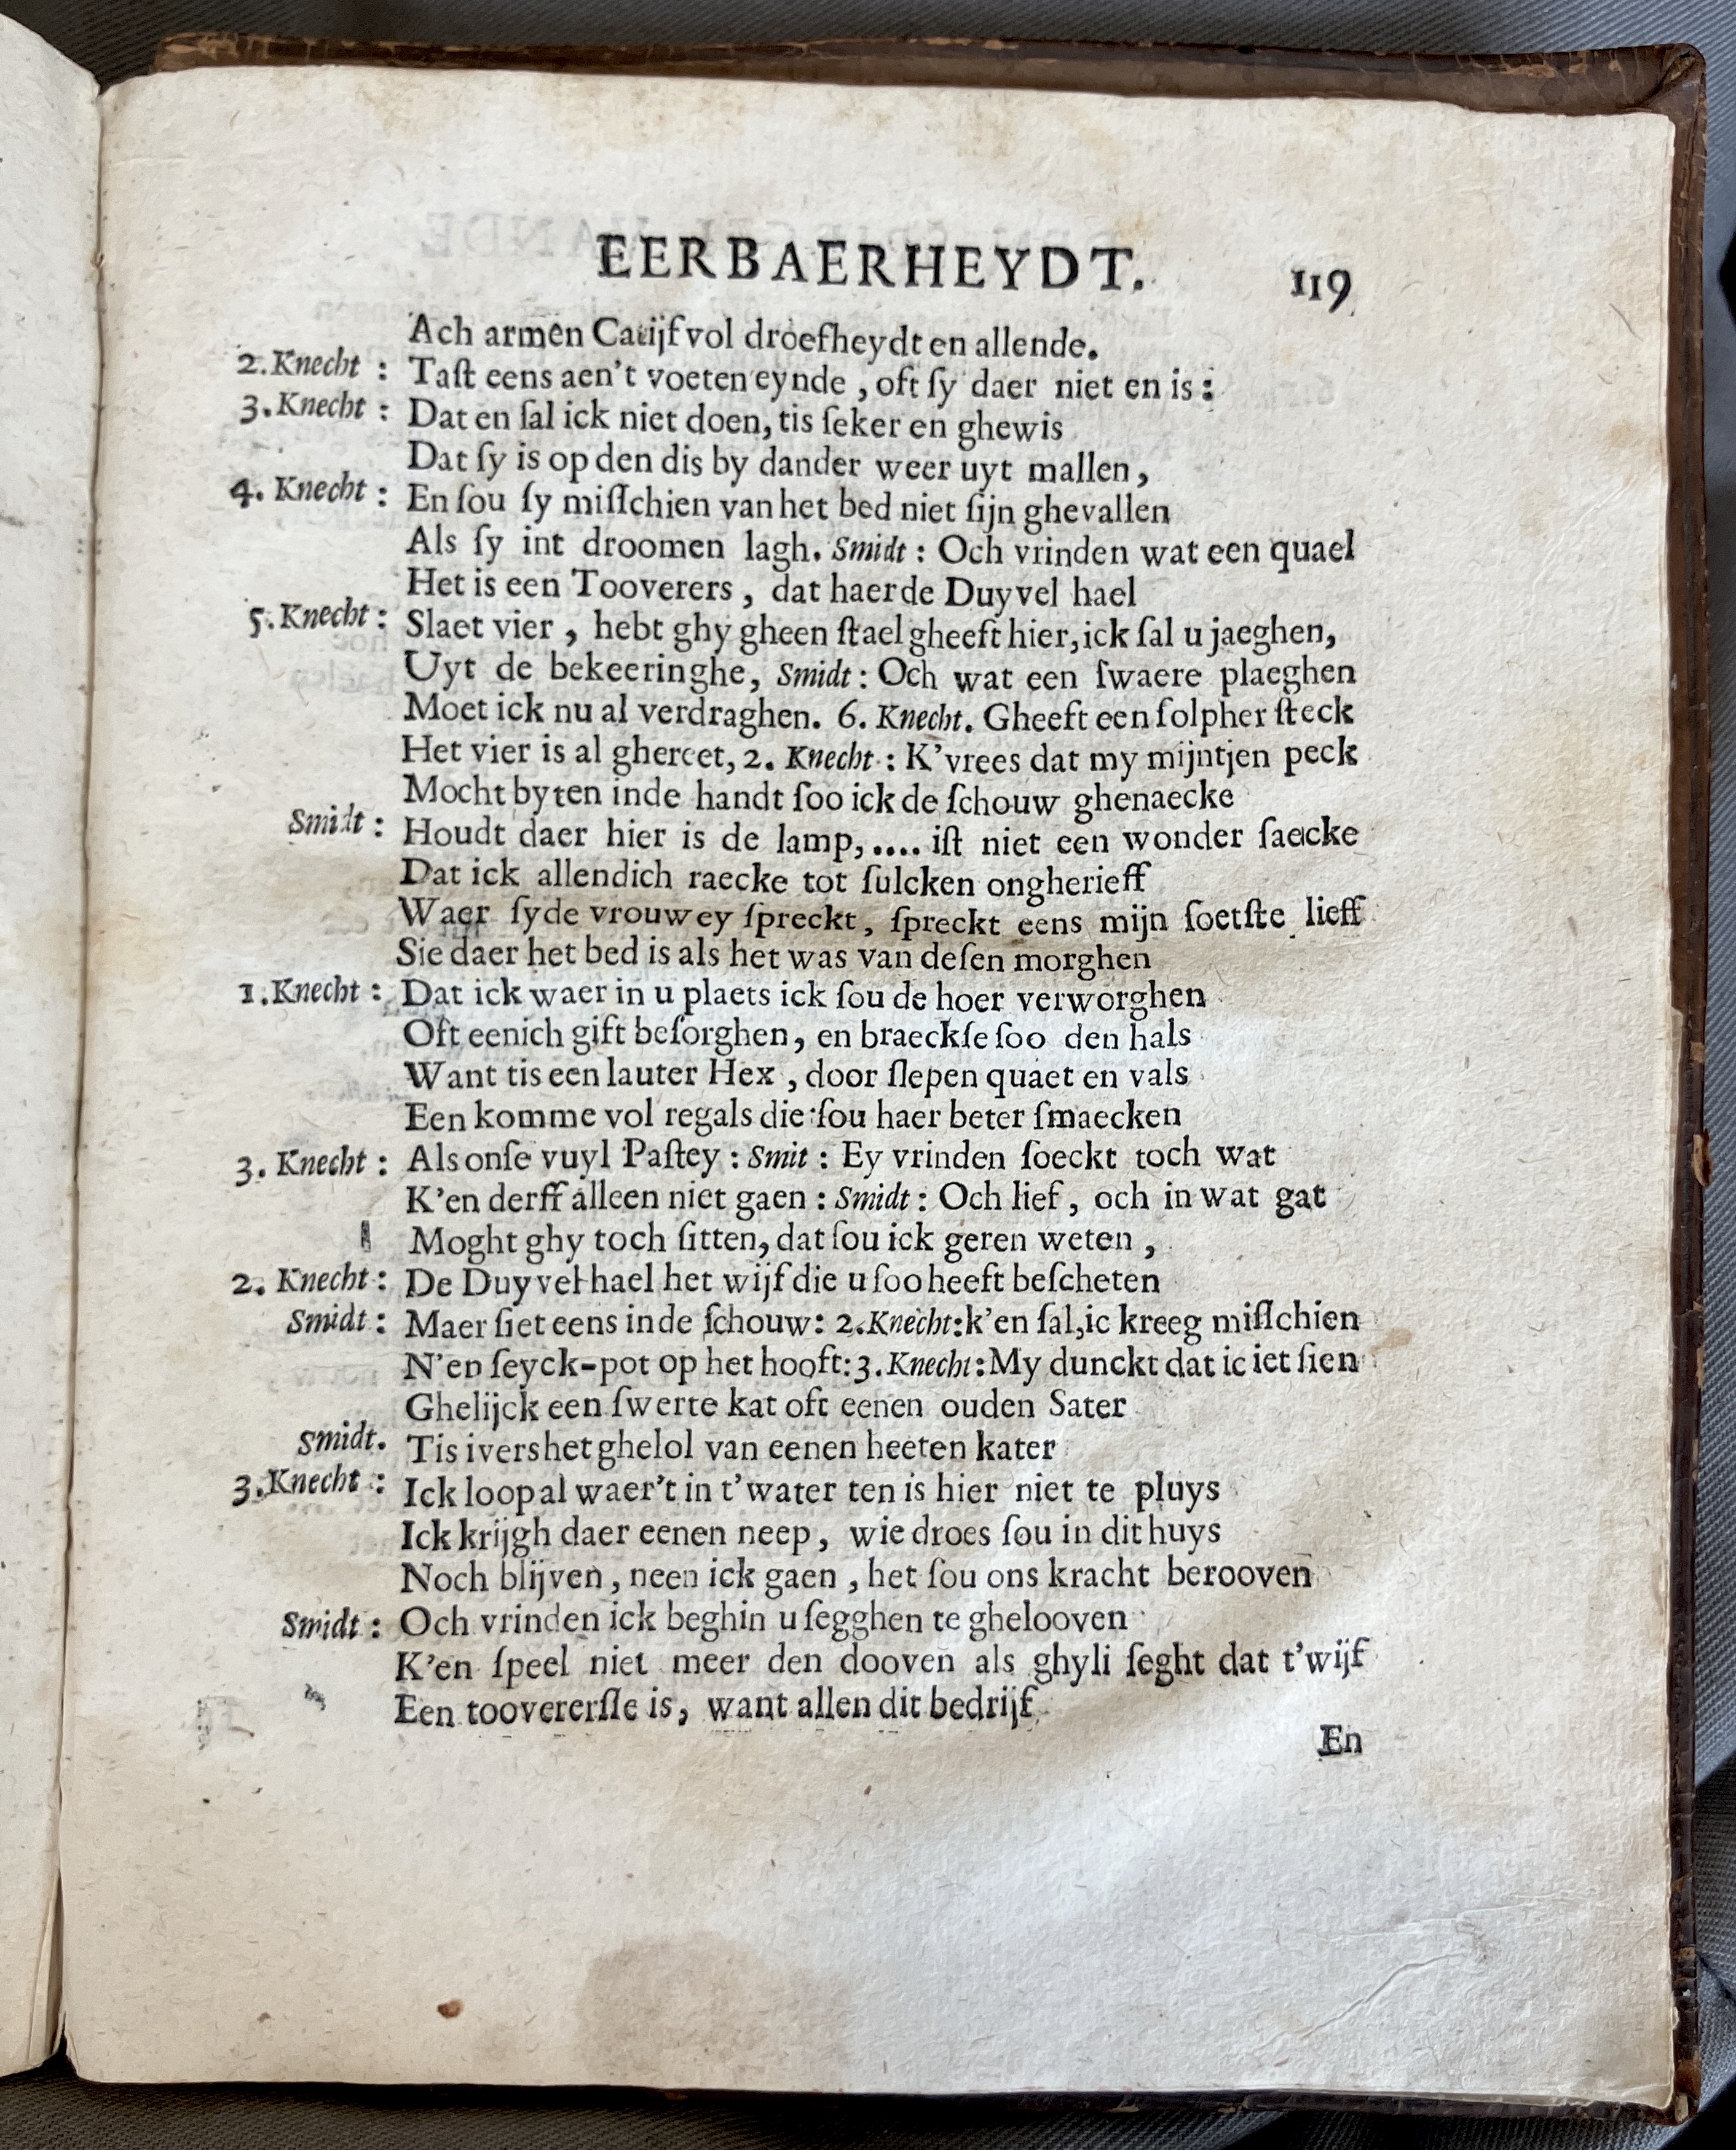 EERBAERHEYDT. 119
Ach armen Catijf vol droefheydt en allende.
2. Knecht : Taſt eens aen't voeten eynde , oft ſy daer niet en is :
3. Knecht : Dat en ſal ick niet doen, tis ſeker en ghewis
Dat ſy is op den dis by dander weer uyt mallen ,
4. Knecht : En ſou ſy miſſchien van het bed niet ſijn ghevallen
Als ſy int droomen lagh. Smidt : Och vrinden wat een quael
Het is een Tooverers , dat haer de Duyvel hael
5. Knecht : Slaet vier , hebt ghy gheen ſtael gheeft hier, ick ſal u jaeghen,
Uyt de bekeeringhe, Smidt : Och wat een ſwaere plaeghen
Moet ick nu al verdraghen. 6. Knecht. Gheeft een ſolpher ſteck
Het vier is al ghereet, 2. Knecht : K'vrees dat my mijntjen peck
Mocht byten inde handt ſoo ick de ſchouw ghenaecke
Smidt : Houdt daer hier is de lamp, .... iſt niet een wonder ſaecke
Dat ick allendich raecke tot ſulcken ongherieff
Waer ſyde vrouw ey ſpreckt , ſpreckt eens mijn ſoetſte lieff
Sie daer het bed is als het was van deſen morghen
1. Knecht : Dat ick waer in u plaets ick ſou de hoer verworghen
Oft eenich gift beſorghen, en braeckſe ſoo den hals
Want tis een lauter Hex , door ſlepen quaet en vals
Een komme vol regals die ſou haer beter ſmaecken
3. Knecht : Als onſe vuyl Paſtey : Smit : Ey vrinden ſoeckt toch wat
K'en derff alleen niet gaen : Smidt : Och lief , och in wat gat
Moght ghy toch ſitten, dat ſou ick geren weten ,
2. Knecht : De Duyvel hael het wijf die u ſoo heeft beſcheten
Smidt : Maer ſiet eens inde ſchouw: 2. Knecht: k'en ſal, ic kreeg miſſchien
N'en ſeyck-pot op het hooft: 3. Knecht: My dunckt dat ic iet ſien
Ghelijck een ſwerte kat oft eenen ouden Sater
Smidt. Tis ivers het ghelol van eenen heeten kater
3. Knecht : Ick loop al waer't in t'water ten is hier niet te pluys
Ick krijgh daer eenen neep , wie droes ſou in dit huys
Noch blijven , neen ick gaen , het ſou ons kracht berooven
Smidt : Och vrinden ick beghin u ſegghen te ghelooven
K'en ſpeel niet meer den dooven als ghyli ſeght dat t'wijf
Een toovererſſe is, want allen dit bedrijf
En